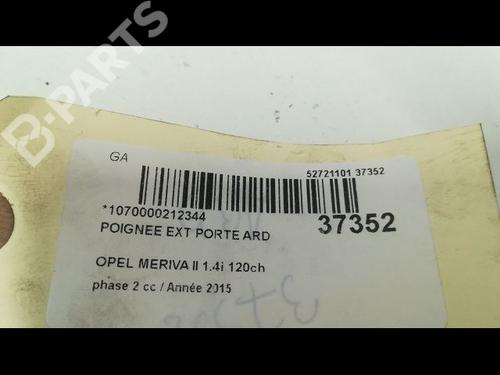 B-PARTS
GA
52721101 37352
*1070000212344
37352
POIGNEE EXT PORTE ARD
OPEL MERIVA II 1.4i 120ch
phase 2 cc / Année 2015